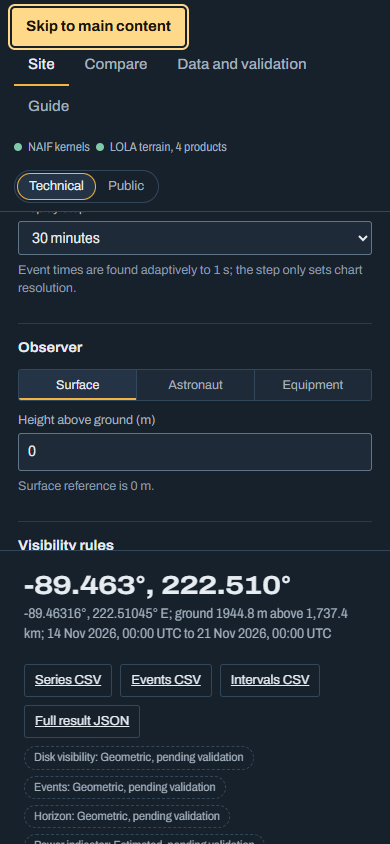 Skip to main content
Site Compare Data and validation
Guide
NAIF kernels LOLA terrain, 4 products
Technical Public
30 minutes
Event times are found adaptively to 1 s; the step only sets chart
resolution.
Observer
Surface Astronaut Equipment
Height above ground (m)
0
Surface reference is 0 m.
Visibility rules
-89.463°, 222.510°
-89.46316°, 222.51045° E; ground 1944.8 m above 1,737.4
km; 14 Nov 2026, 00:00 UTC to 21 Nov 2026, 00:00 UTC
Series CSV Events CSV Intervals CSV
Full result JSON
Disk visibility: Geometric, pending validation
Events: Geometric, pending validation
Horizon: Geometric, pending validation
Power indicator: Estimated, pending validation